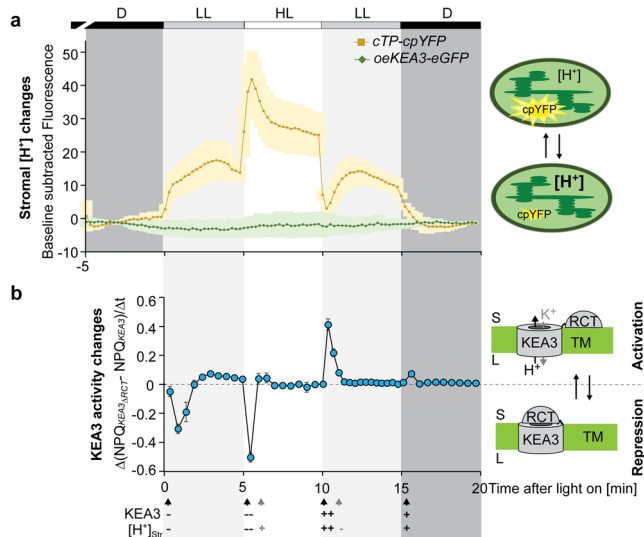 D LL HL LL D
a
Stromal [H⁺] changes
Baseline subtracted Fluorescence
50
40
30
20
10
0
-10
-5
cTP-cpYFP
oeKEA3-eGFP
[H⁺]
cpYFP
[H⁺]
cpYFP
b
KEA3 activity changes
Δ(NPQKEA3ΔRCT- NPQKEA3)/Δt
0.6
0.4
0.2
0
-0.2
-0.4
-0.6
0 5 10 15 20 Time after light on [min]
K⁺
RCT
S
KEA3 TM
L
H⁺
Activation
RCT
S
KEA3 TM
L
Repression
KEA3 - -- ++ +
[H⁺]Str - -- + ++ - +